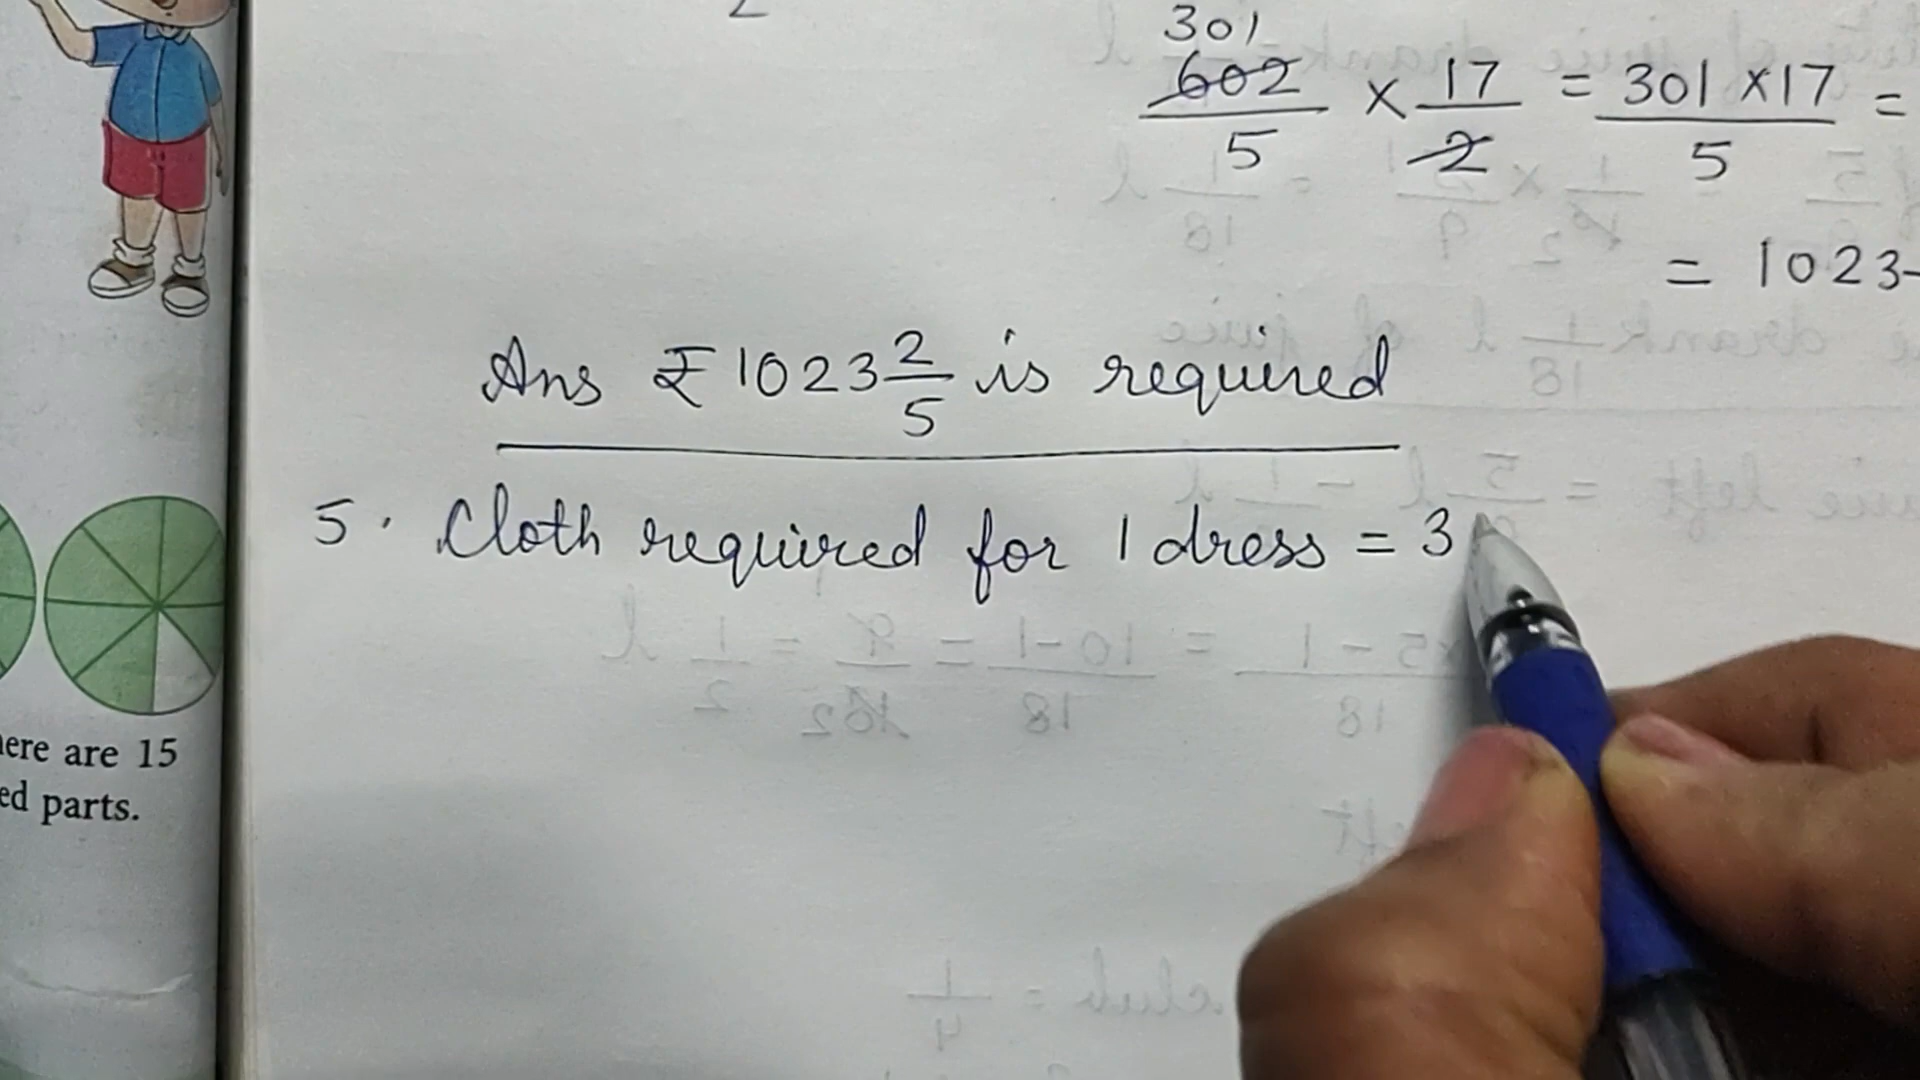 301
602/5 × 17/2 = 301 × 17/5 =
= 1023
Ans ₹ 1023 2/5 is required
5. Cloth required for 1 dress = 3
ere are 15
ed parts.